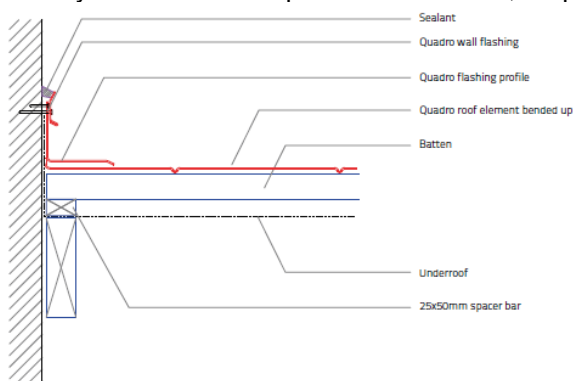 Sealant
Quadro wall flashing
Quadro flashing profile
Quadro roof element bended up
Batten
Underroof
25x50mm spacer bar